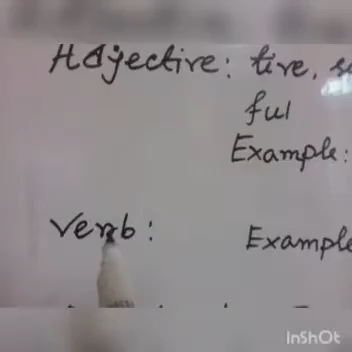 Adjective: tive, s
ful
Example:
Verb: Example
InShOt